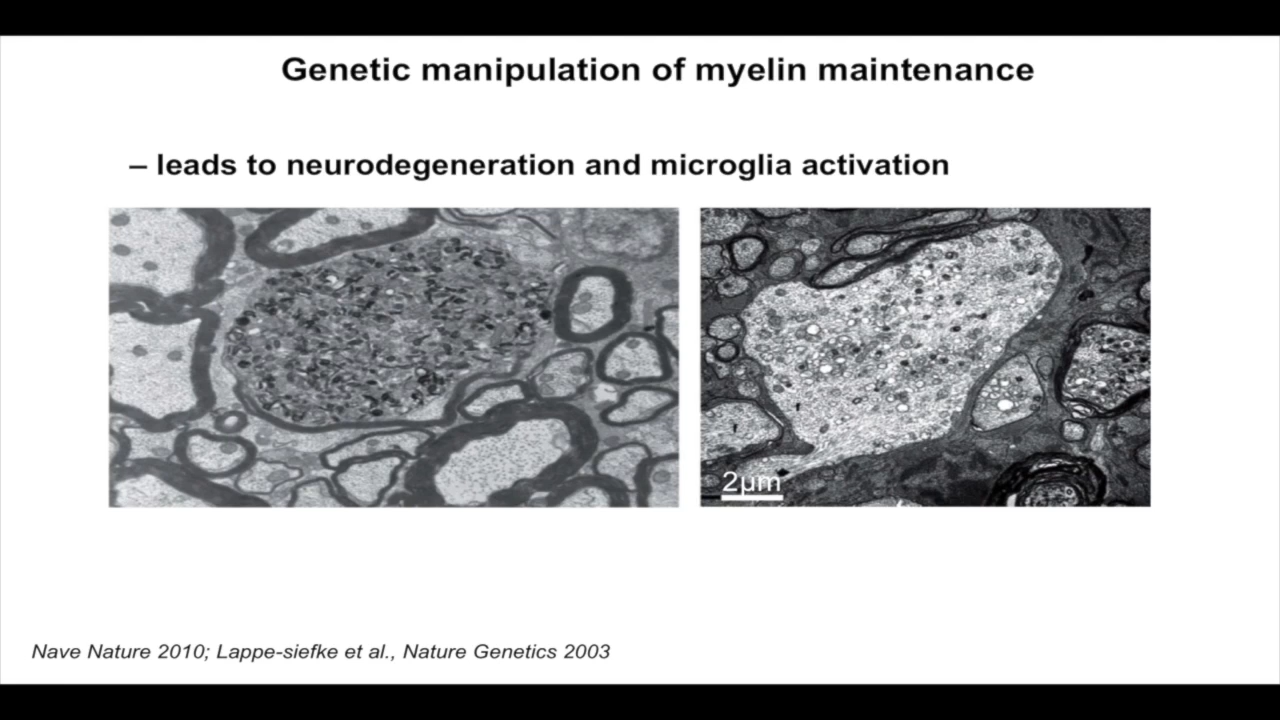 Genetic manipulation of myelin maintenance
– leads to neurodegeneration and microglia activation
2µm
Nave Nature 2010; Lappe-siefke et al., Nature Genetics 2003